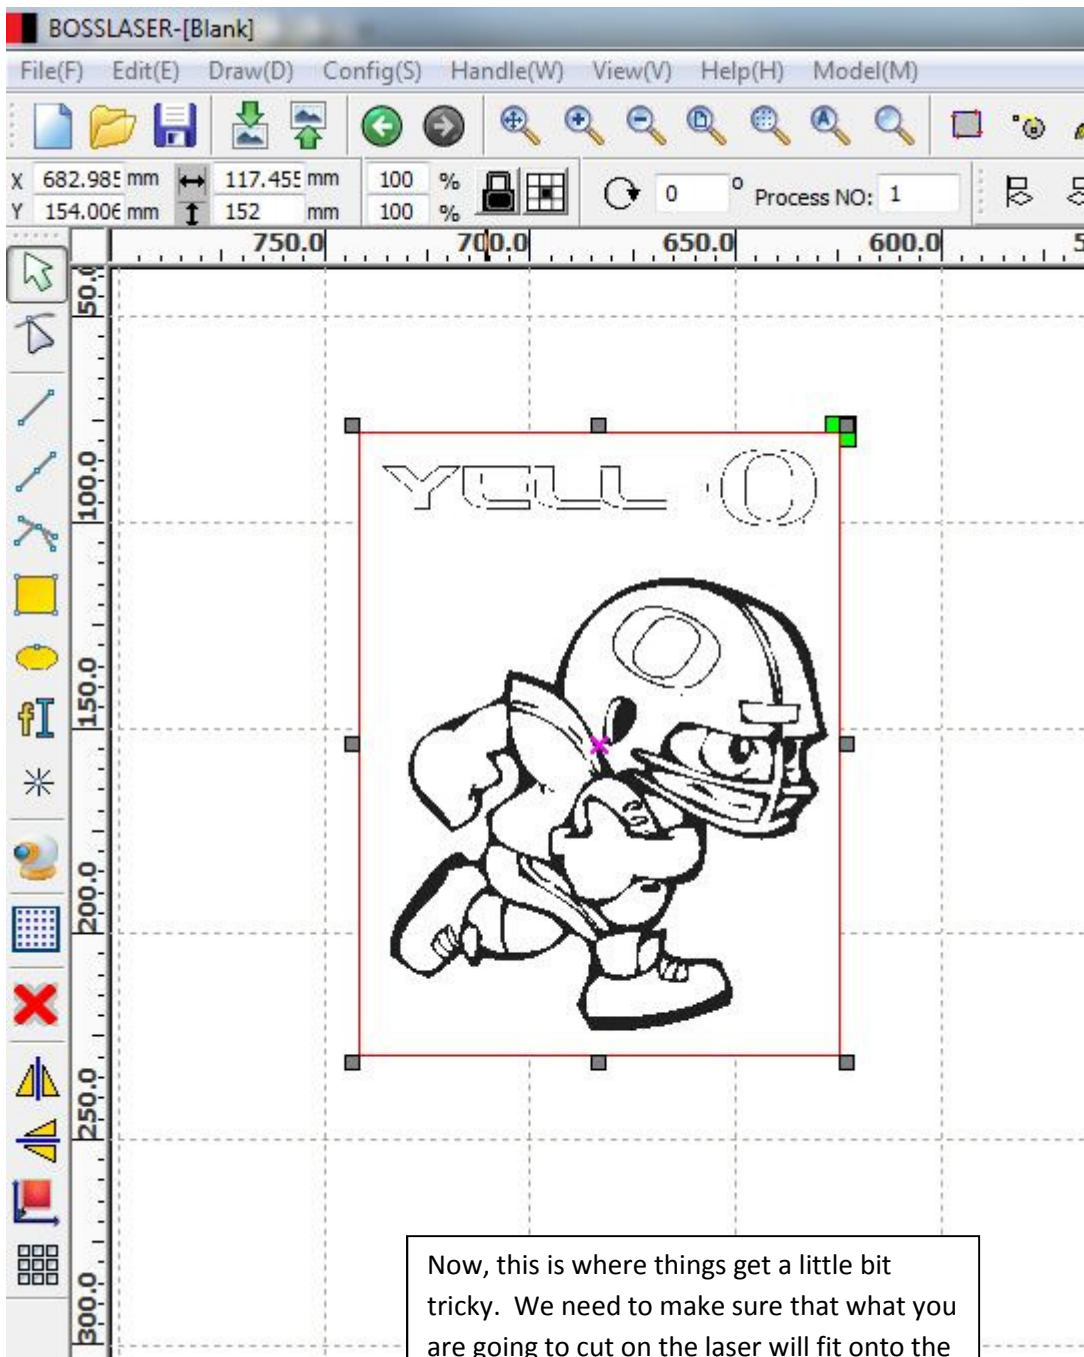 BOSSLASER-[Blank]
File(F) Edit(E) Draw(D) Config(S) Handle(W) View(V) Help(H) Model(M)
X 682.985 mm 117.455 mm 100 %
Y 154.006 mm 152 mm 100 %
0 ° Process NO: 1
750.0 700.0 650.0 600.0 5
50.0
100.0
150.0
200.0
250.0
300.0
YELL O
O
Now, this is where things get a little bit
tricky. We need to make sure that what you
are going to cut on the laser will fit onto the